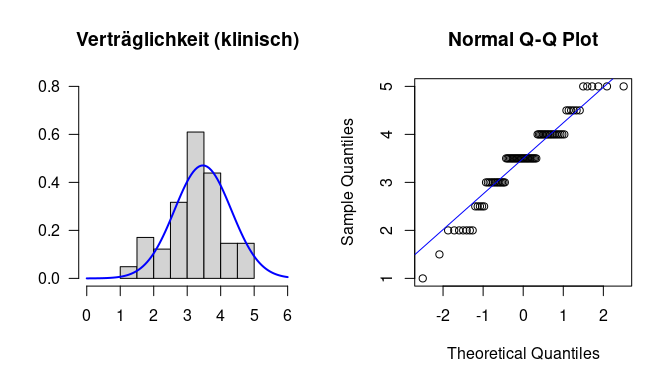 Verträglichkeit (klinisch)
0.8
0.6
0.4
0.2
0.0
0 1 2 3 4 5 6
Normal Q-Q Plot
Sample Quantiles
5
4
3
2
1
-2 -1 0 1 2
Theoretical Quantiles